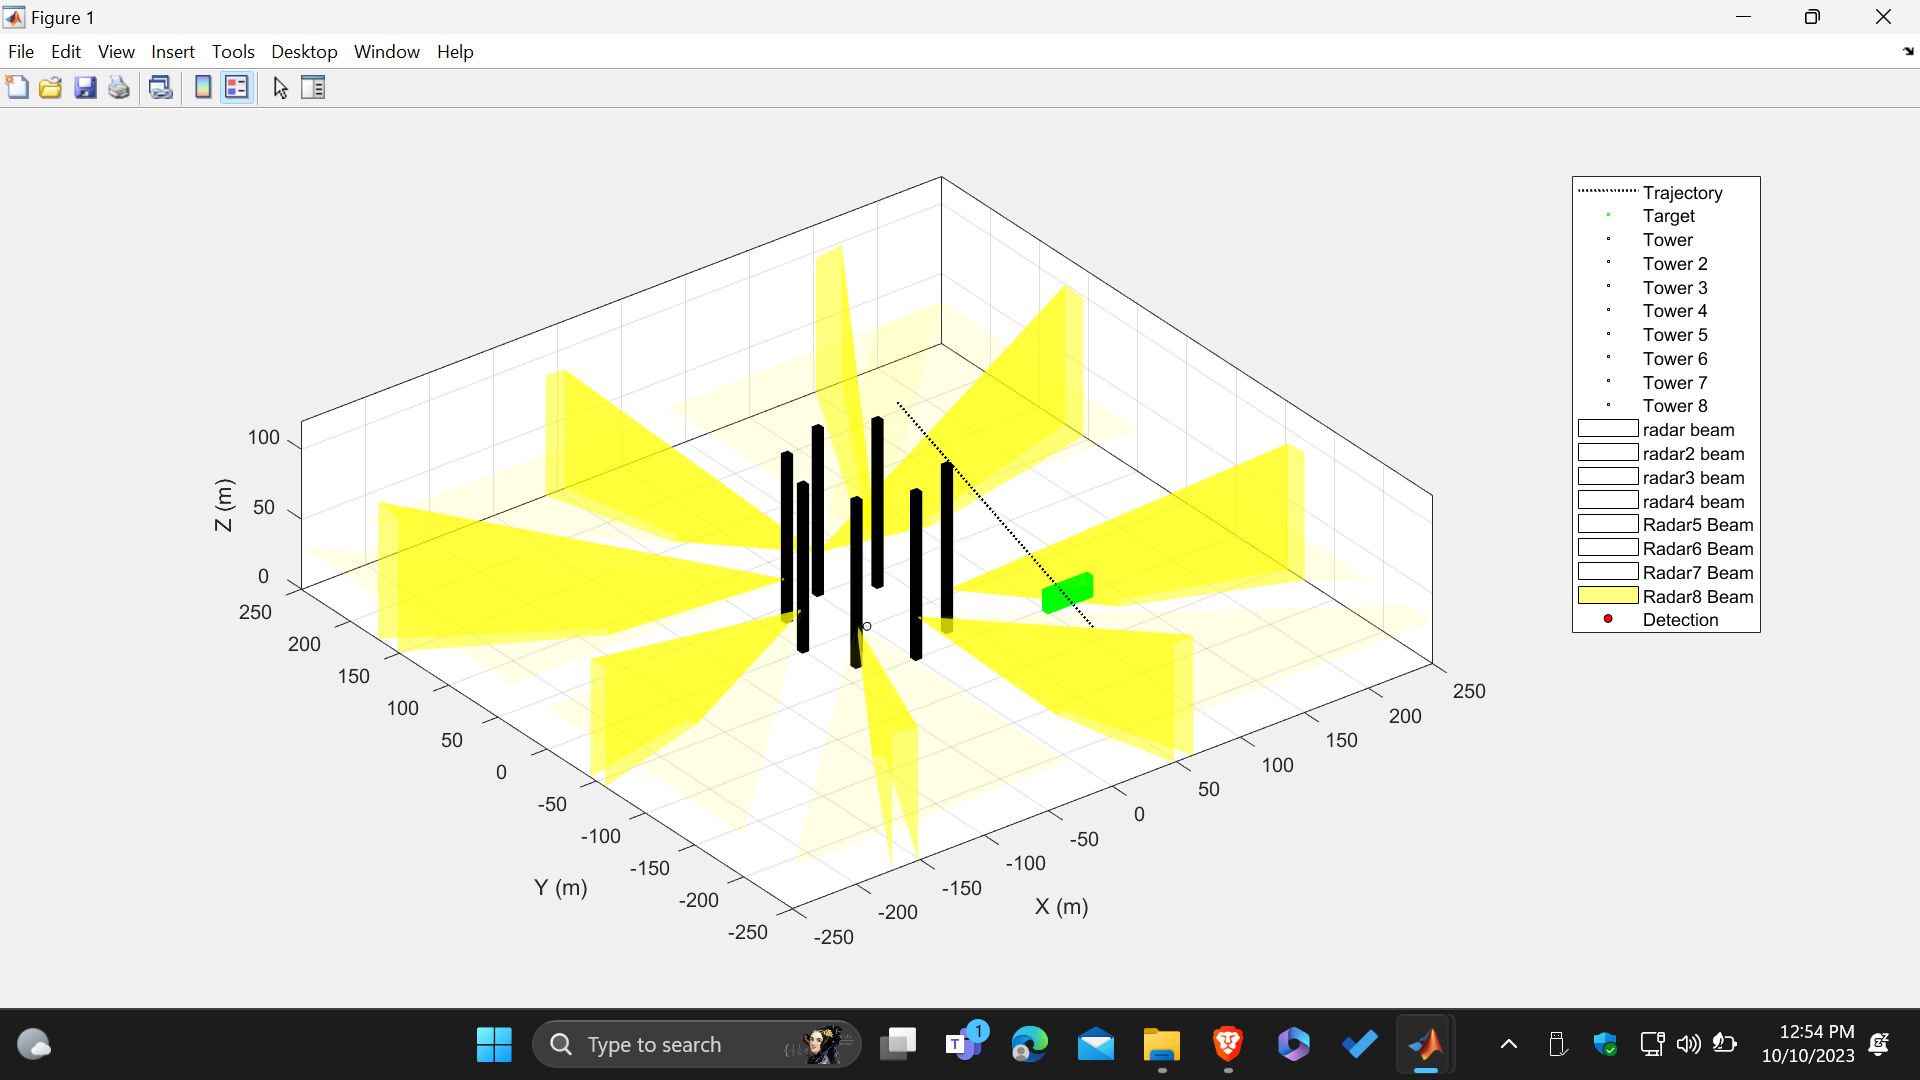 Figure 1
File Edit View Insert Tools Desktop Window Help
Trajectory
Target
Tower
Tower 2
Tower 3
Tower 4
Tower 5
Tower 6
Tower 7
Tower 8
radar beam
radar2 beam
radar3 beam
radar4 beam
Radar5 Beam
Radar6 Beam
Radar7 Beam
Radar8 Beam
Detection
Z (m)
100
50
0
250
200
150
100
50
0
-50
-100
-150
-200
-250
Y (m)
-250
-200
-150
-100
-50
0
50
100
150
200
250
X (m)
Type to search
T
1
12:54 PM
10/10/2023